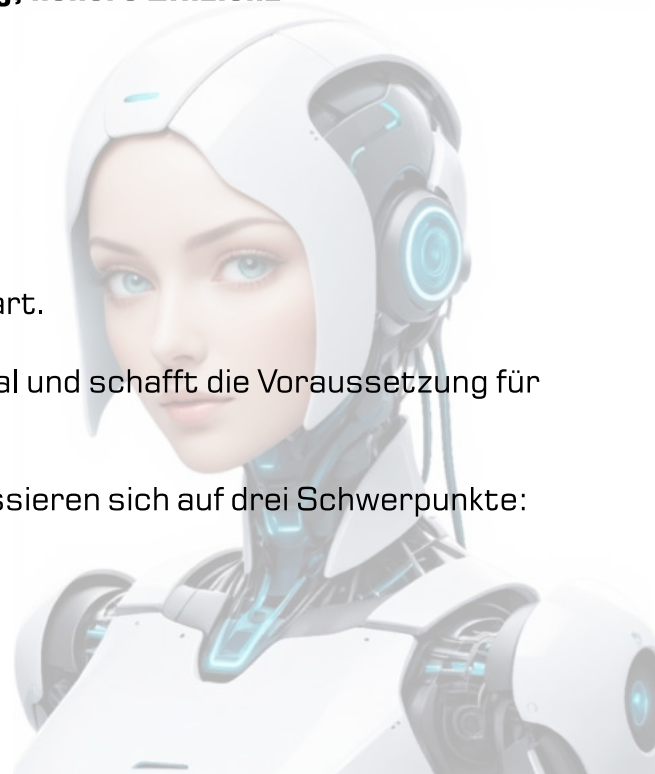 art.
al und schafft die Voraussetzung für
ssieren sich auf drei Schwerpunkte: